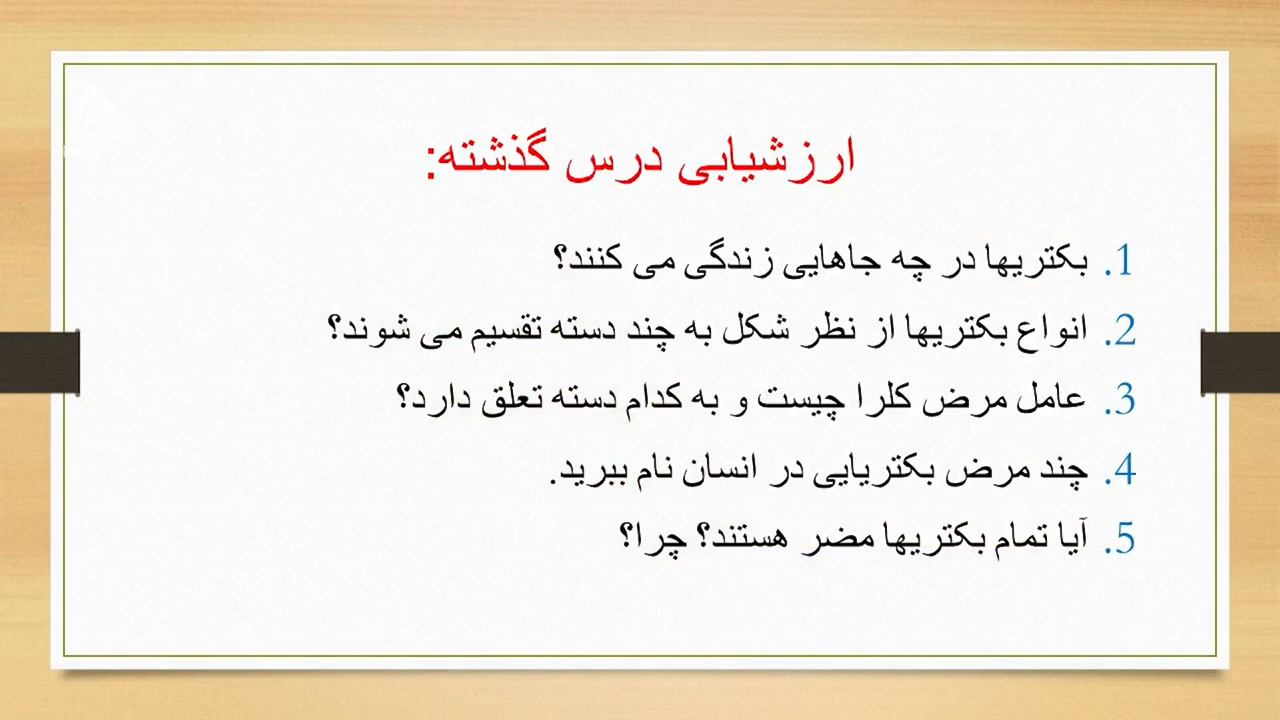 ارزشیابی درس گذشته:
1. بکتریها در چه جاهایی زندگی می کنند؟
2. انواع بکتریها از نظر شکل به چند دسته تقسیم می شوند؟
3. عامل مرض کلرا چیست و به کدام دسته تعلق دارد؟
4. چند مرض بکتریایی در انسان نام ببرید.
5. آیا تمام بکتریها مضر هستند؟ چرا؟